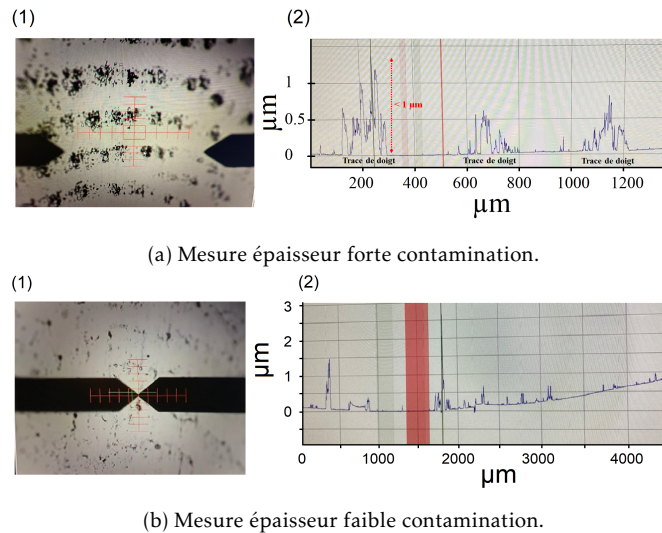 (1)
(2)
μm
1
0.5
0
< 1 μm
Trace de doigt
Trace de doigt
Trace de doigt
200
400
600
800
1000
1200
μm
(a) Mesure épaisseur forte contamination.
(1)
(2)
μm
3
2
1
0
0
1000
2000
3000
4000
μm
(b) Mesure épaisseur faible contamination.